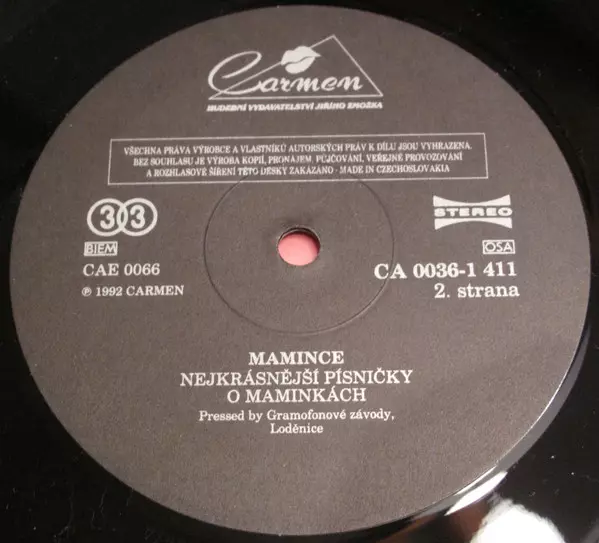 Carmen
HUDEBNÍ VYDAVATELSTVÍ JIŘÍHO ZMOŽKA
VŠECHNA PRÁVA VÝROBCE A VLASTNÍKŮ AUTORSKÝCH PRÁV K DÍLU JSOU VYHRAZENA.
BEZ SOUHLASU JE VÝROBA KOPIÍ, PRONÁJEM, PŮJČOVÁNÍ, VEŘEJNÉ PROVOZOVÁNÍ
A ROZHLASOVÉ ŠÍŘENÍ TÉTO DESKY ZAKÁZÁNO · MADE IN CZECHOSLOVAKIA
33
STEREO
BIEM
OSA
CAE 0066
CA 0036-1 411
℗ 1992 CARMEN
2. strana
MAMINCE
NEJKRÁSNĚJŠÍ PÍSNIČKY
O MAMINKÁCH
Pressed by Gramofonové závody,
Loděnice